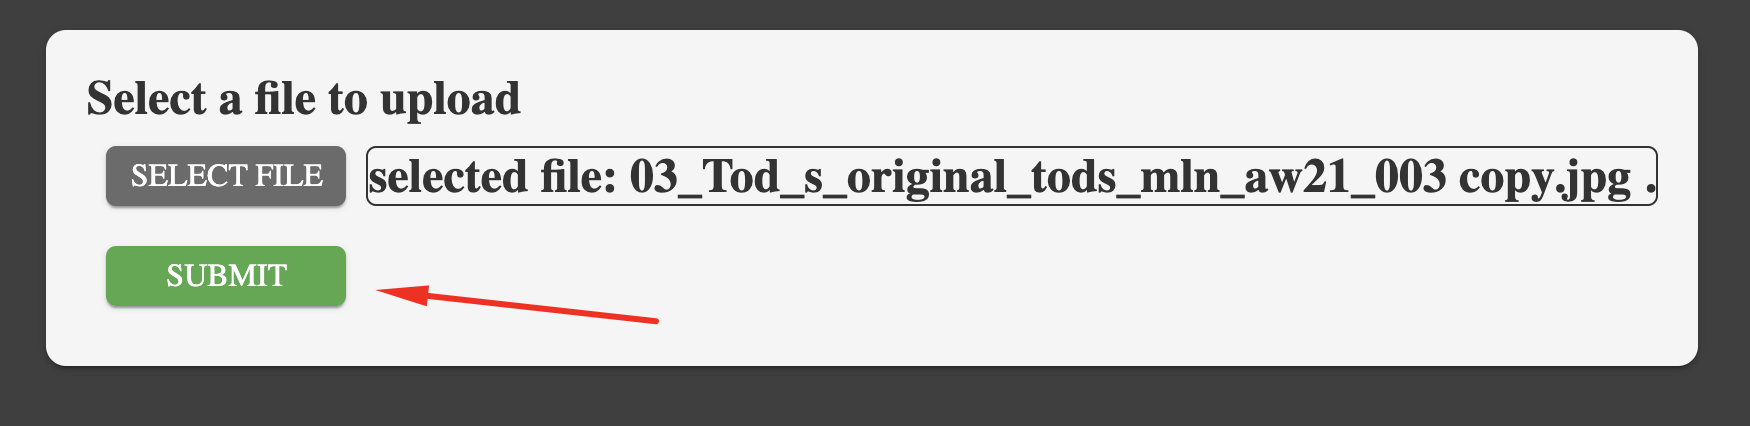 Select a file to upload
SELECT FILE
selected file: 03_Tod_s_original_tods_mln_aw21_003 copy.jpg .
SUBMIT